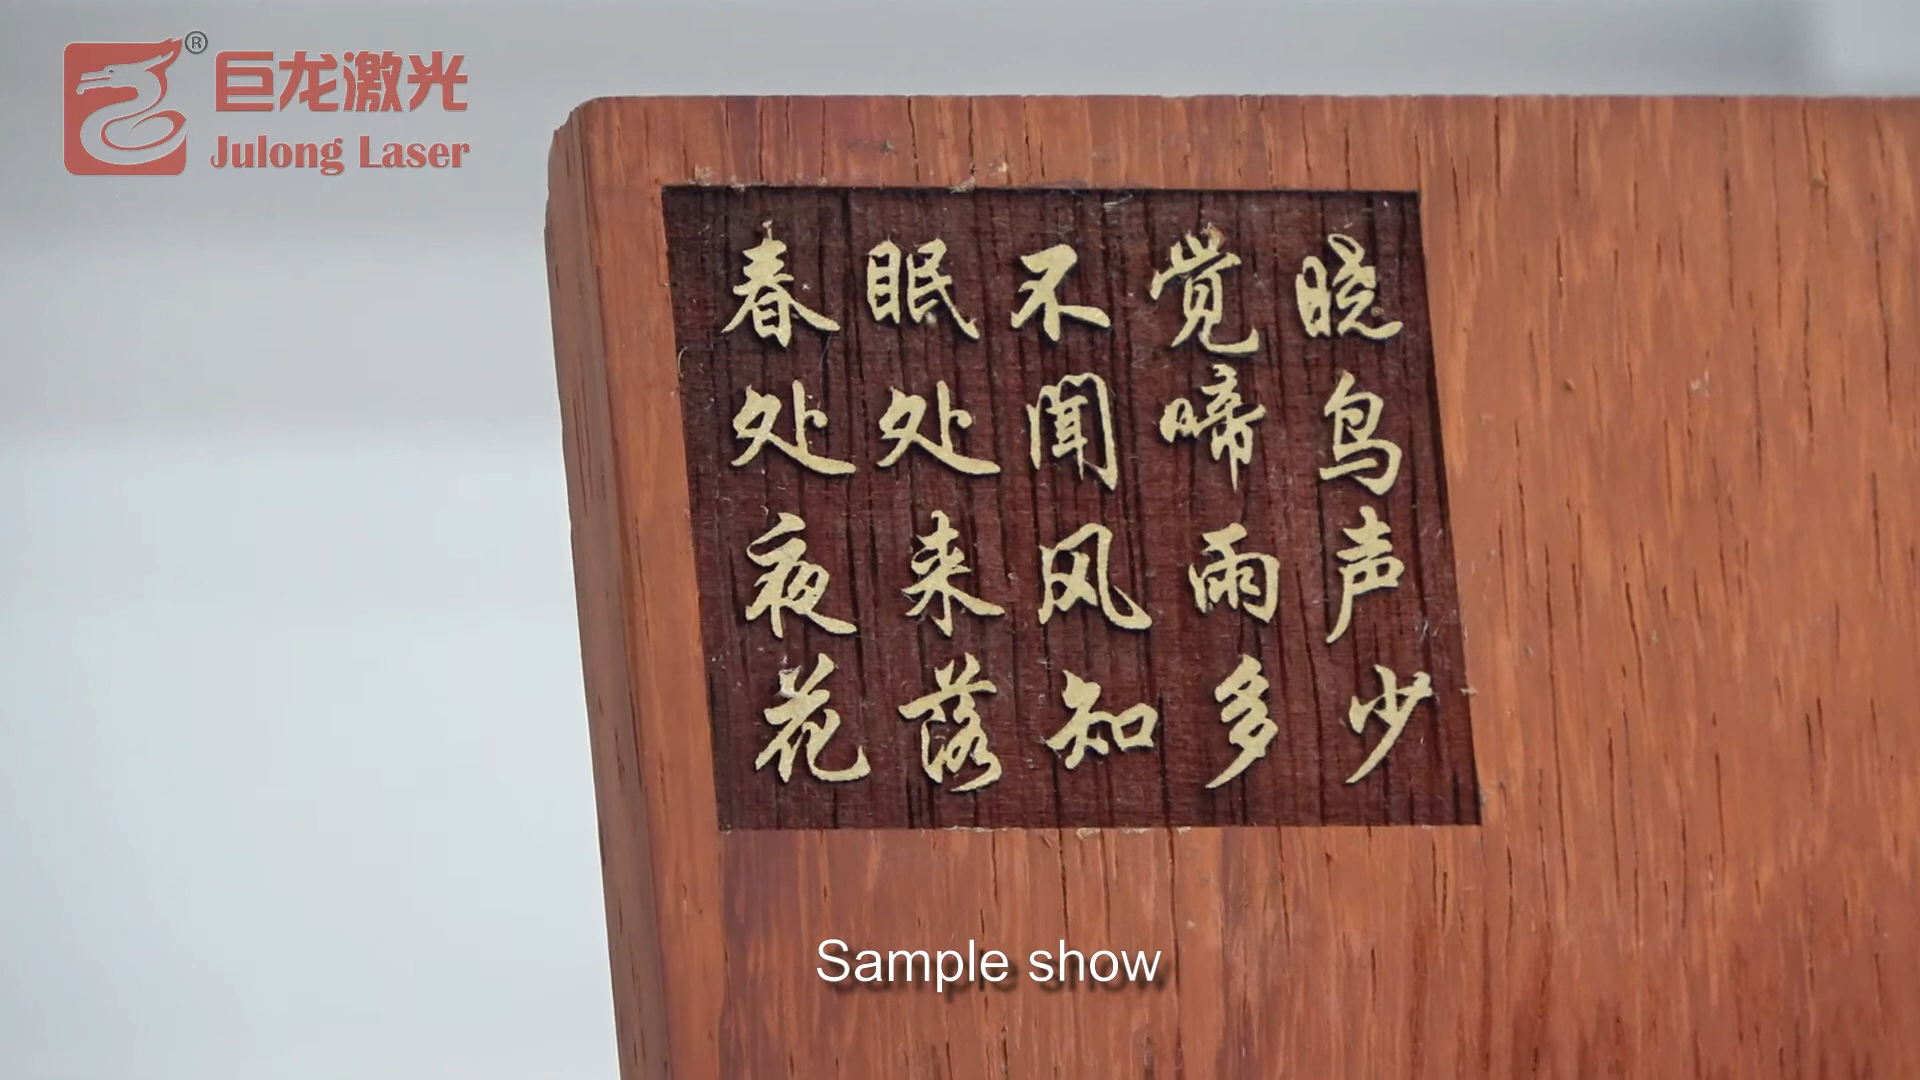 ®
巨龙激光
Julong Laser
春眠不觉晓
处处闻啼鸟
夜来风雨声
花落知多少
Sample show